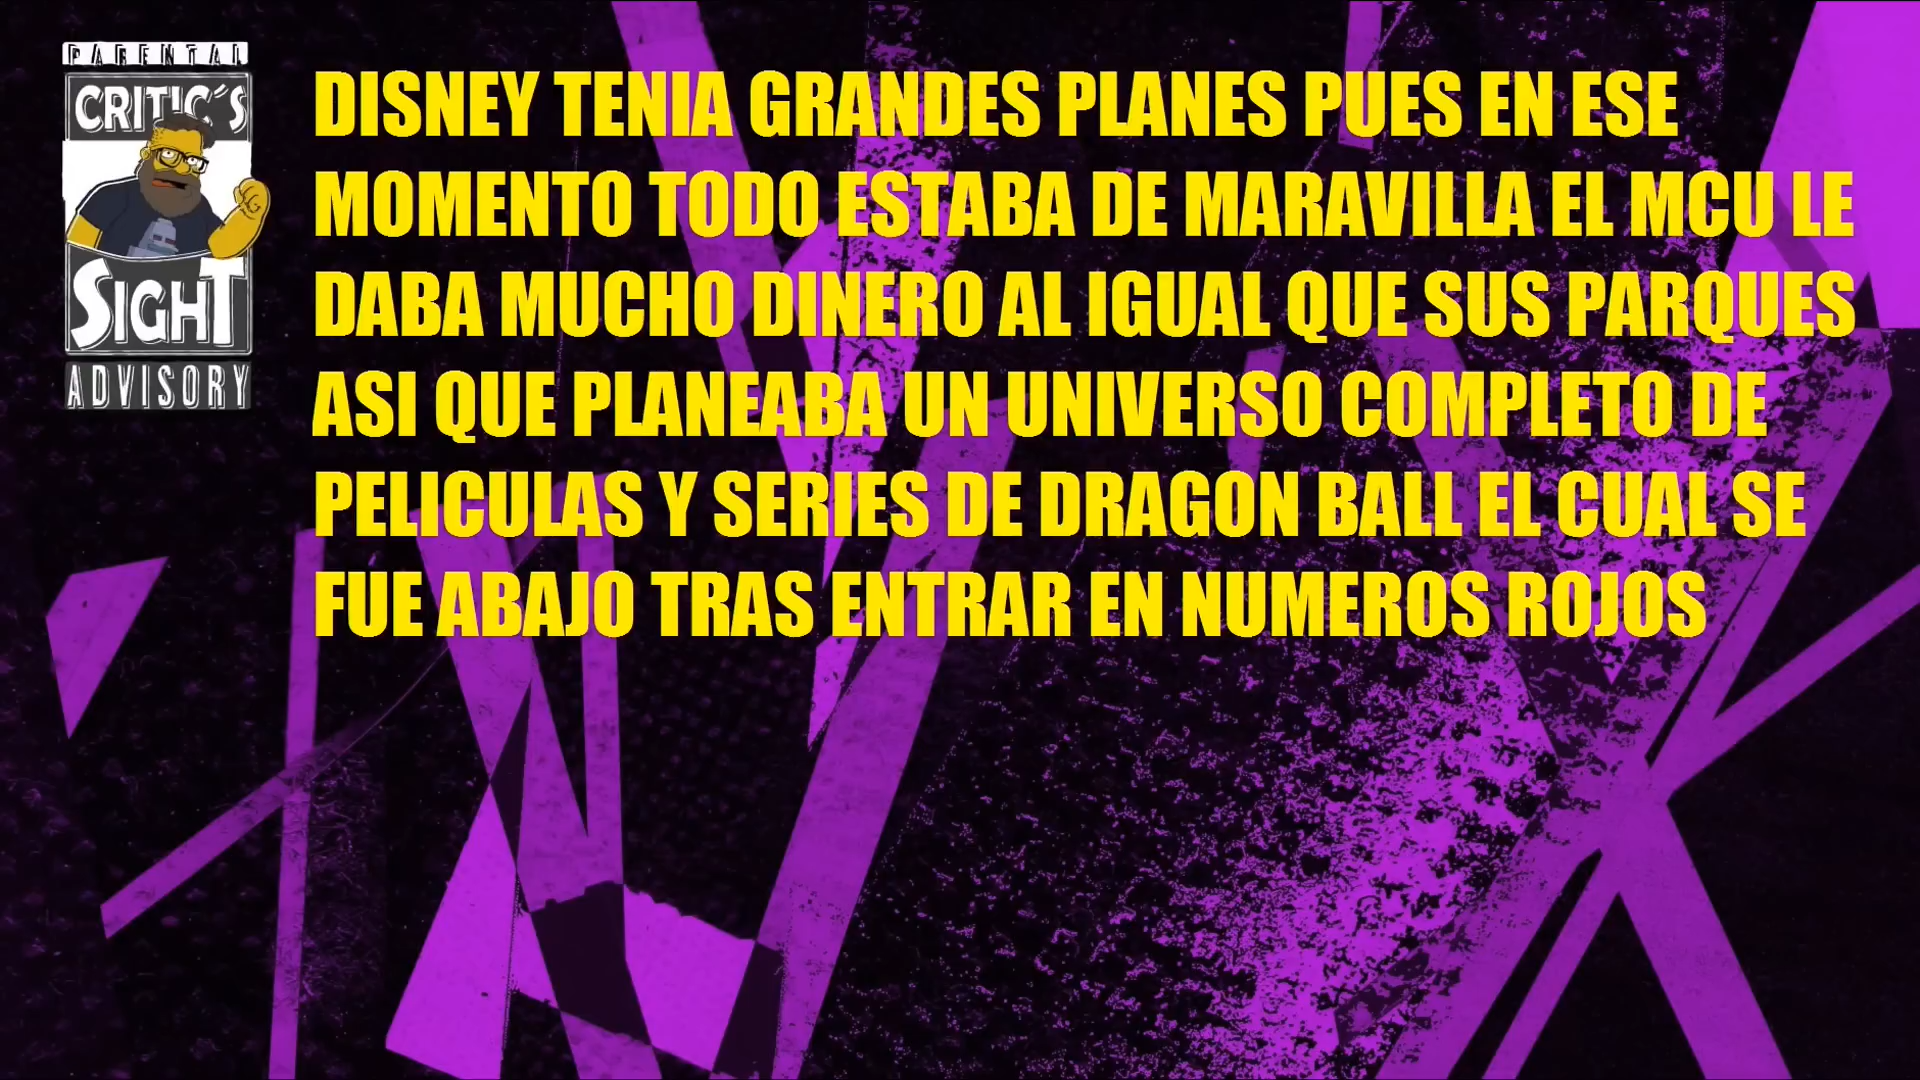 PARENTAL
CRITIC´S
SIGHT
ADVISORY
DISNEY TENIA GRANDES PLANES PUES EN ESE
MOMENTO TODO ESTABA DE MARAVILLA EL MCU LE
DABA MUCHO DINERO AL IGUAL QUE SUS PARQUES
ASI QUE PLANEABA UN UNIVERSO COMPLETO DE
PELICULAS Y SERIES DE DRAGON BALL EL CUAL SE
FUE ABAJO TRAS ENTRAR EN NUMEROS ROJOS